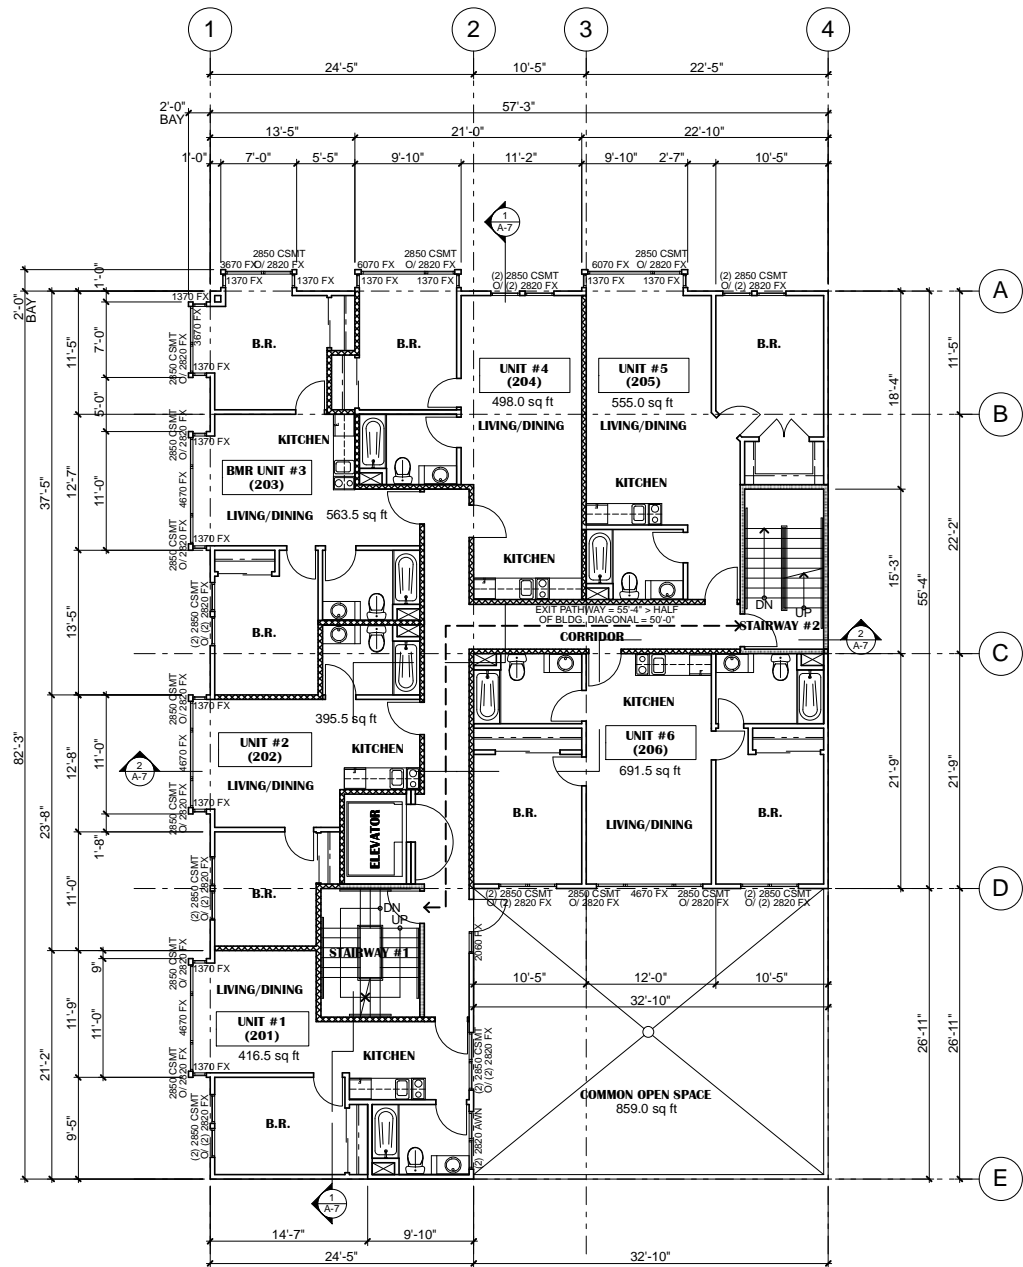 1
2
3
4
24'-5"
10'-5"
22'-5"
2'-0"
BAY
57'-3"
13'-5"
21'-0"
22'-10"
1'-0"
7'-0"
5'-5"
9'-10"
11'-2"
9'-10"
2'-7"
10'-5"
1
A-7
2850 CSMT
3670 FX
O/ 2820 FX
1370 FX
1370 FX
2850 CSMT
6070 FX
O/ 2820 FX
1370 FX
1370 FX
(2) 2850 CSMT
O/ (2) 2820 FX
2850 CSMT
6070 FX
O/ 2820 FX
1370 FX
1370 FX
(2) 2850 CSMT
O/ (2) 2820 FX
A
B
C
D
E
2'-0"
BAY
1'-0"
11'-5"
7'-0"
5'-0"
37'-5"
12'-7"
11'-0"
13'-5"
82'-3"
12'-8"
11'-0"
23'-8"
1'-8"
11'-0"
9"
11'-9"
11'-0"
21'-2"
9'-5"
1370 FX
3670 FX
2850 CSMT
O/ 2820 FX
1370 FX
B.R.
B.R.
UNIT #4
(204)
498.0 sq ft
LIVING/DINING
KITCHEN
UNIT #5
(205)
555.0 sq ft
LIVING/DINING
KITCHEN
B.R.
2850 CSMT
O/ 2820 FX
1370 FX
4670 FX
2850 CSMT
O/ 2820 FX
1370 FX
KITCHEN
BMR UNIT #3
(203)
LIVING/DINING
563.5 sq ft
(2) 2850 CSMT
O/ (2) 2820 FX
B.R.
EXIT PATHWAY = 55'-4" > HALF
OF BLDG. DIAGONAL = 50'-0"
CORRIDOR
DN
UP
STAIRWAY #2
2
A-7
11'-5"
18'-4"
22'-2"
15'-3"
55'-4"
21'-9"
21'-9"
26'-11"
26'-11"
2850 CSMT
O/ 2820 FX
4670 FX
2850 CSMT
O/ 2820 FX
1370 FX
395.5 sq ft
UNIT #2
(202)
KITCHEN
LIVING/DINING
2
A-7
ELEVATOR
KITCHEN
UNIT #6
(206)
691.5 sq ft
LIVING/DINING
B.R.
B.R.
(2) 2850 CSMT
O/ (2) 2820 FX
B.R.
DN
UP
STAIRWAY #1
2060 FX
(2) 2850 CSMT
O/ (2) 2820 FX
2850 CSMT
O/ 2820 FX
4670 FX
2850 CSMT
O/ 2820 FX
(2) 2850 CSMT
O/ (2) 2820 FX
10'-5"
12'-0"
10'-5"
32'-10"
2850 CSMT
O/ 2820 FX
1370 FX
4670 FX
2850 CSMT
O/ 2820 FX
1370 FX
LIVING/DINING
UNIT #1
(201)
416.5 sq ft
KITCHEN
(2) 2850 CSMT
O/ (2) 2820 FX
(2) 2820 AWN
(2) 2850 CSMT
O/ (2) 2820 FX
B.R.
COMMON OPEN SPACE
859.0 sq ft
1
A-7
14'-7"
9'-10"
24'-5"
32'-10"